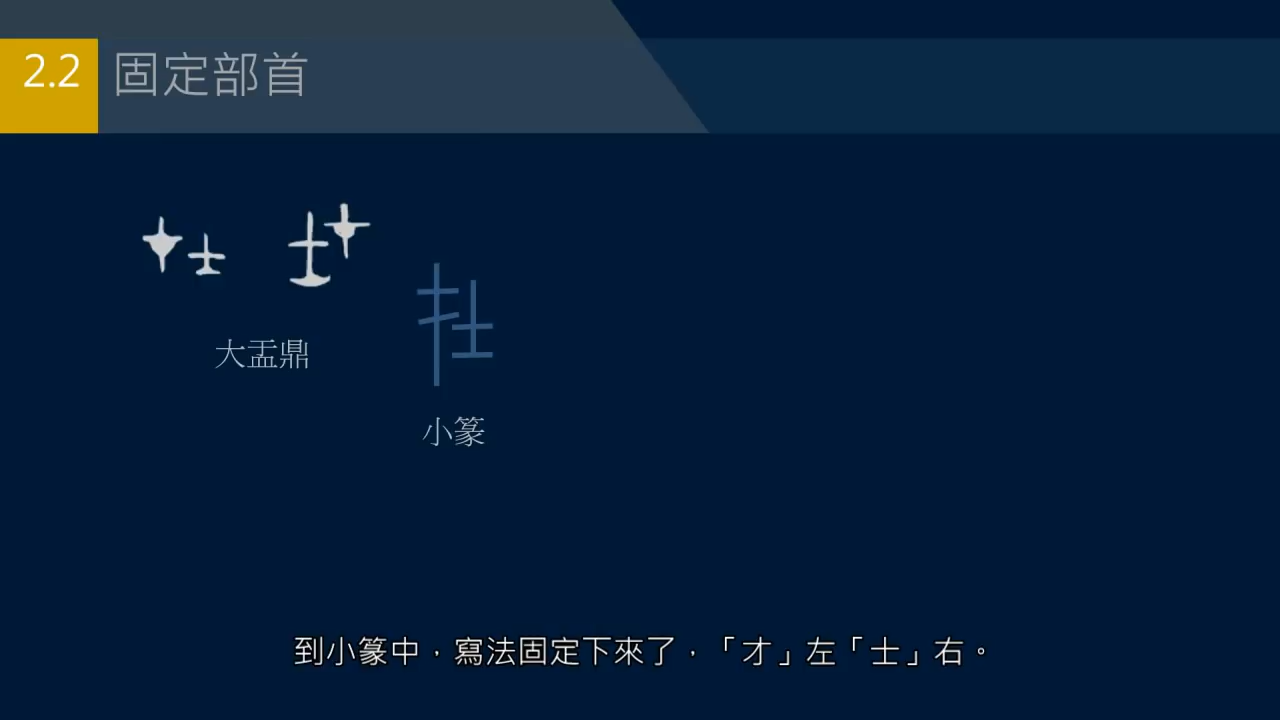 2.2 固定部首
大盂鼎
小篆
到小篆中，寫法固定下來了，「才」左「士」右。